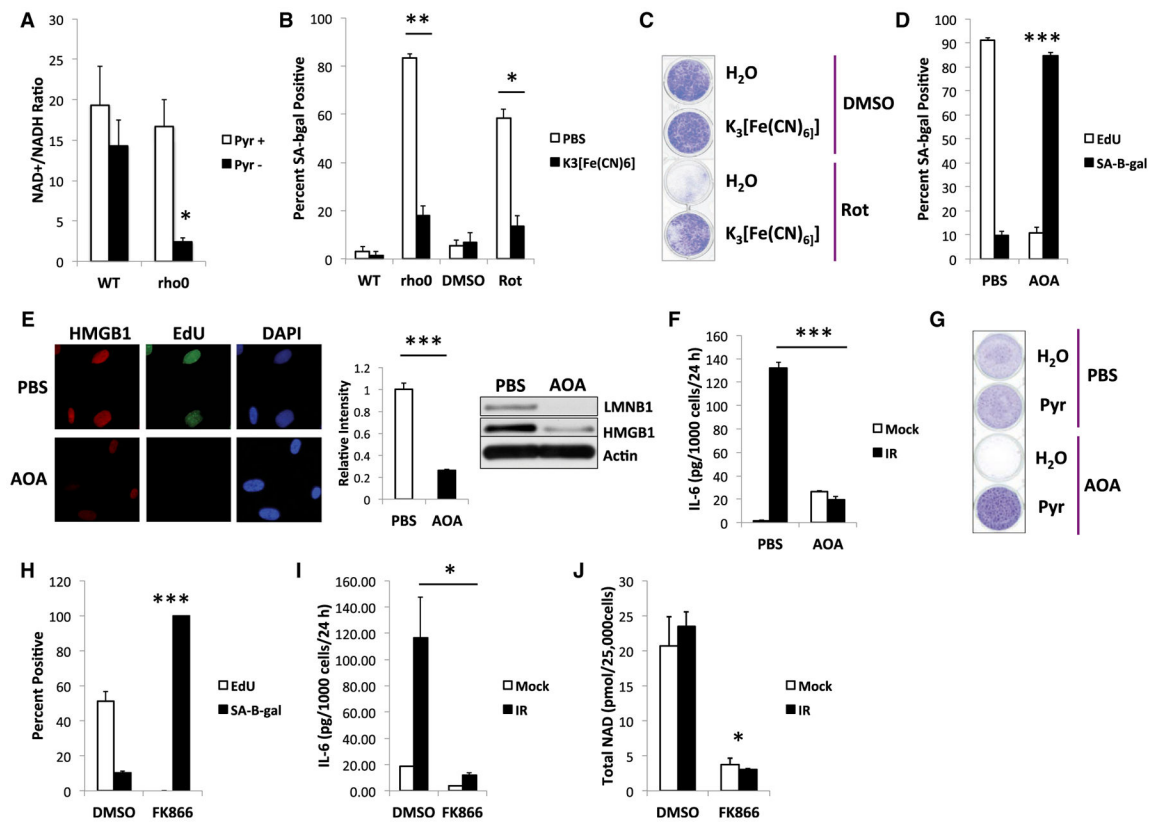 A
NAD+/NADH Ratio
30
25
20
15
10
5
0
*
WT
rho0
Pyr +
Pyr -
B
Percent SA-bgal Positive
100
80
60
40
20
0
**
*
WT
rho0
DMSO
Rot
PBS
K3[Fe(CN)6]
C
H2O
K3[Fe(CN)6]]
DMSO
H2O
K3[Fe(CN)6]]
Rot
D
Percent SA-bgal Positive
100
90
80
70
60
50
40
30
20
10
0
***
PBS
AOA
EdU
SA-B-gal
E
HMGB1
EdU
DAPI
PBS
AOA
Relative Intensity
1.2
1
0.8
0.6
0.4
0.2
0
***
PBS
AOA
PBS
AOA
LMNB1
HMGB1
Actin
F
IL-6 (pg/1000 cells/24 h)
160
140
120
100
80
60
40
20
0
***
PBS
AOA
Mock
IR
G
H2O
Pyr
PBS
H2O
Pyr
AOA
H
Percent Positive
120
100
80
60
40
20
0
***
DMSO
FK866
EdU
SA-B-gal
I
IL-6 (pg/1000 cells/24 h)
160.00
140.00
120.00
100.00
80.00
60.00
40.00
20.00
0.00
*
DMSO
FK866
Mock
IR
J
Total NAD (pmol/25,000cells)
30
25
20
15
10
5
0
*
DMSO
FK866
Mock
IR